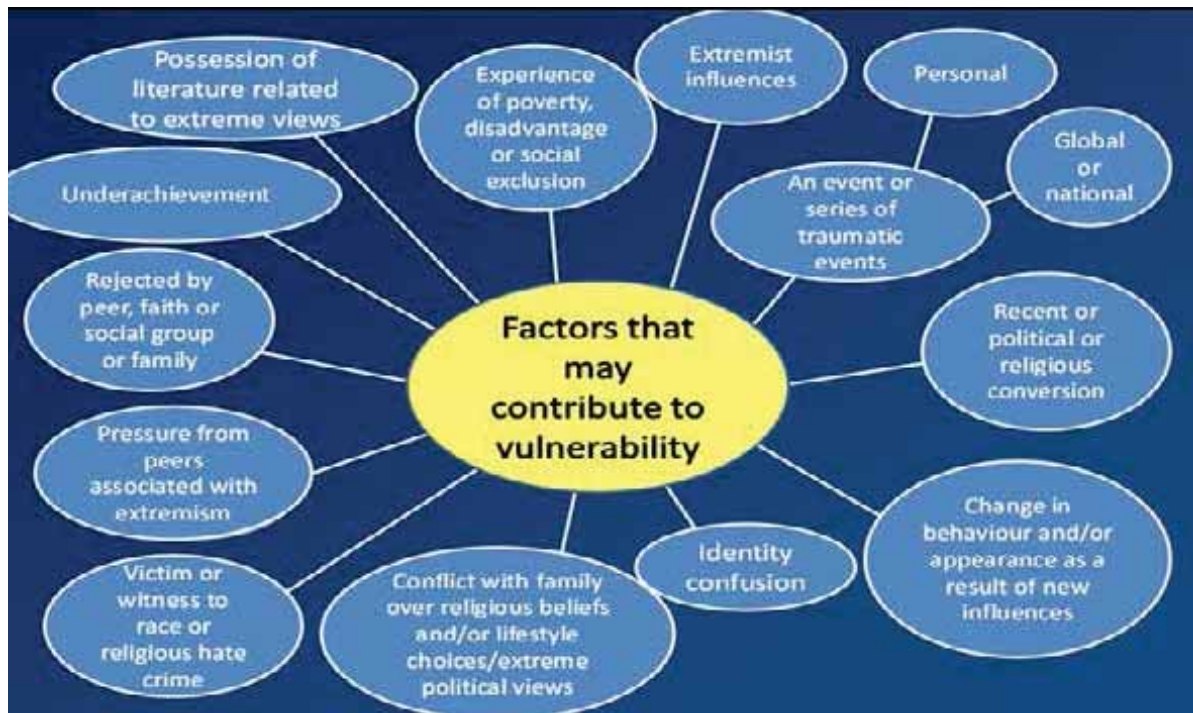 Possession of
literature related
to extreme views
Experience
of poverty,
disadvantage
or social
exclusion
Extremist
influences
Personal
Global
or
national
Underachievement
An event or
series of
traumatic
events
Rejected by
peer, faith or
social group
or family
Factors that
may
contribute to
vulnerability
Recent or
political or
religious
conversion
Pressure from
peers
associated with
extremism
Change in
behaviour and/or
appearance as a
result of new
influences
Identity
confusion
Victim or
witness to
race or
religious hate
crime
Conflict with family
over religious beliefs
and/or lifestyle
choices/extreme
political views